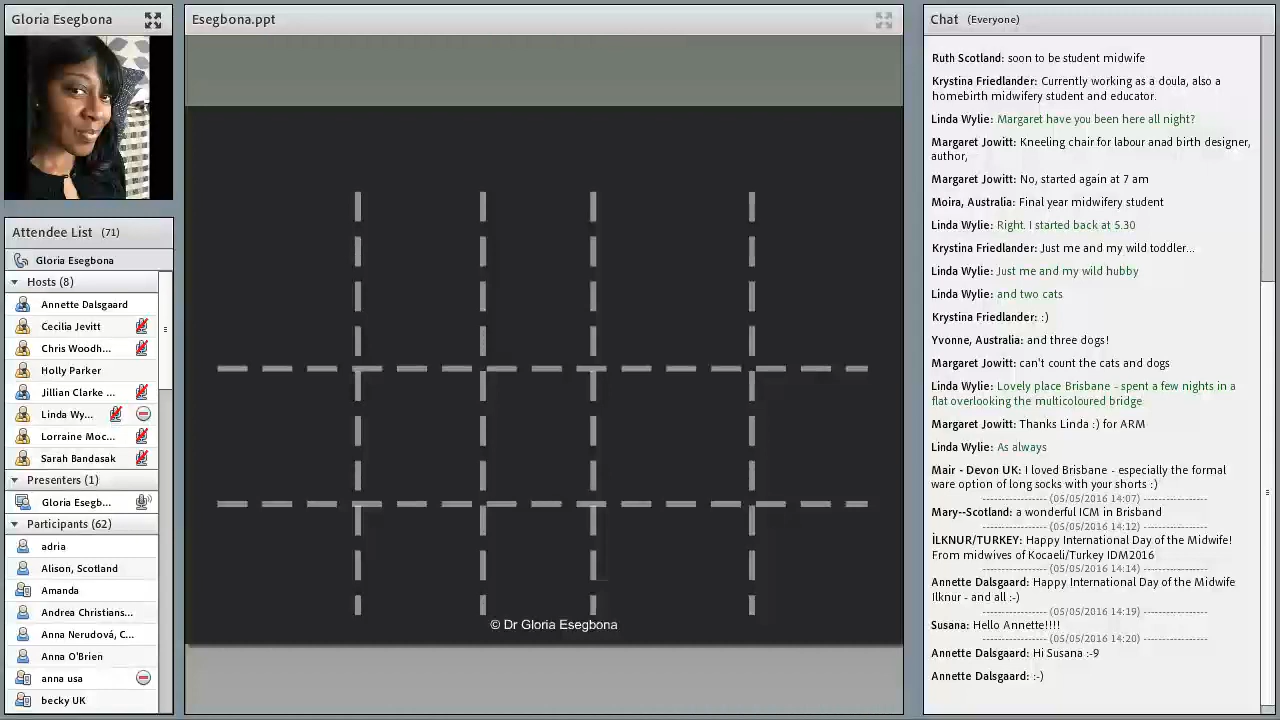 Gloria Esegbona
Attendee List (71)
Gloria Esegbona
Hosts (8)
Annette Dalsgaard
Cecilia Jevitt
Chris Woodh...
Holly Parker
Jillian Clarke ...
Linda Wy...
Lorraine Moc...
Sarah Bandasak
Presenters (1)
Gloria Esegb...
Participants (62)
adria
Alison, Scotland
Amanda
Andrea Christians...
Anna Nerudová, C...
Anna O'Brien
anna usa
becky UK
Esegbona.ppt
© Dr Gloria Esegbona
Chat (Everyone)
Ruth Scotland: soon to be student midwife
Krystina Friedlander: Currently working as a doula, also a
homebirth midwifery student and educator.
Linda Wylie: Margaret have you been here all night?
Margaret Jowitt: Kneeling chair for labour anad birth designer,
author,
Margaret Jowitt: No, started again at 7 am
Moira, Australia: Final year midwifery student
Linda Wylie: Right. I started back at 5.30
Krystina Friedlander: Just me and my wild toddler...
Linda Wylie: Just me and my wild hubby
Linda Wylie: and two cats
Krystina Friedlander: :)
Yvonne, Australia: and three dogs!
Margaret Jowitt: can't count the cats and dogs
Linda Wylie: Lovely place Brisbane - spent a few nights in a
flat overlooking the multicoloured bridge
Margaret Jowitt: Thanks Linda :) for ARM
Linda Wylie: As always
Mair - Devon UK: I loved Brisbane - especially the formal
ware option of long socks with your shorts :)
------------------ (05/05/2016 14:07) ------------------
Mary--Scotland: a wonderful ICM in Brisband
------------------ (05/05/2016 14:12) ------------------
İLKNUR/TURKEY: Happy International Day of the Midwife!
From midwives of Kocaeli/Turkey IDM2016
------------------ (05/05/2016 14:14) ------------------
Annette Dalsgaard: Happy International Day of the Midwife
Ilknur - and all :-)
------------------ (05/05/2016 14:19) ------------------
Susana: Hello Annette!!!!
------------------ (05/05/2016 14:20) ------------------
Annette Dalsgaard: Hi Susana :-9
Annette Dalsgaard: :-)